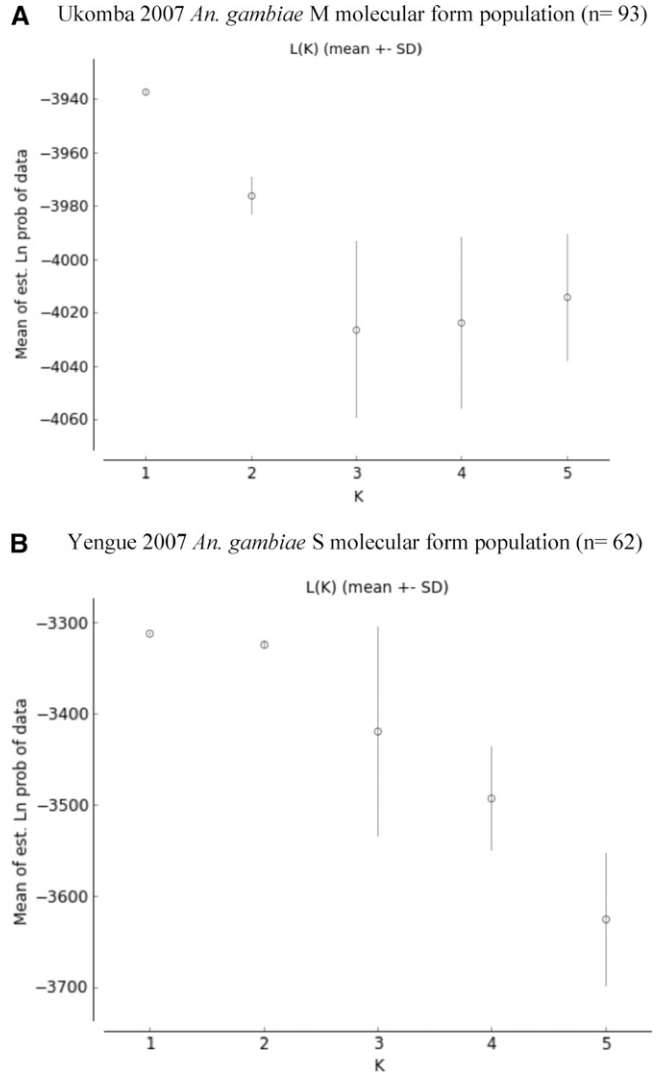 A Ukomba 2007 An. gambiae M molecular form population (n= 93)
L(K) (mean +- SD)
Mean of est. Ln prob of data
−3940
−3960
−3980
−4000
−4020
−4040
−4060
1 2 3 4 5
K
B Yengue 2007 An. gambiae S molecular form population (n= 62)
L(K) (mean +- SD)
Mean of est. Ln prob of data
−3300
−3400
−3500
−3600
−3700
1 2 3 4 5
K